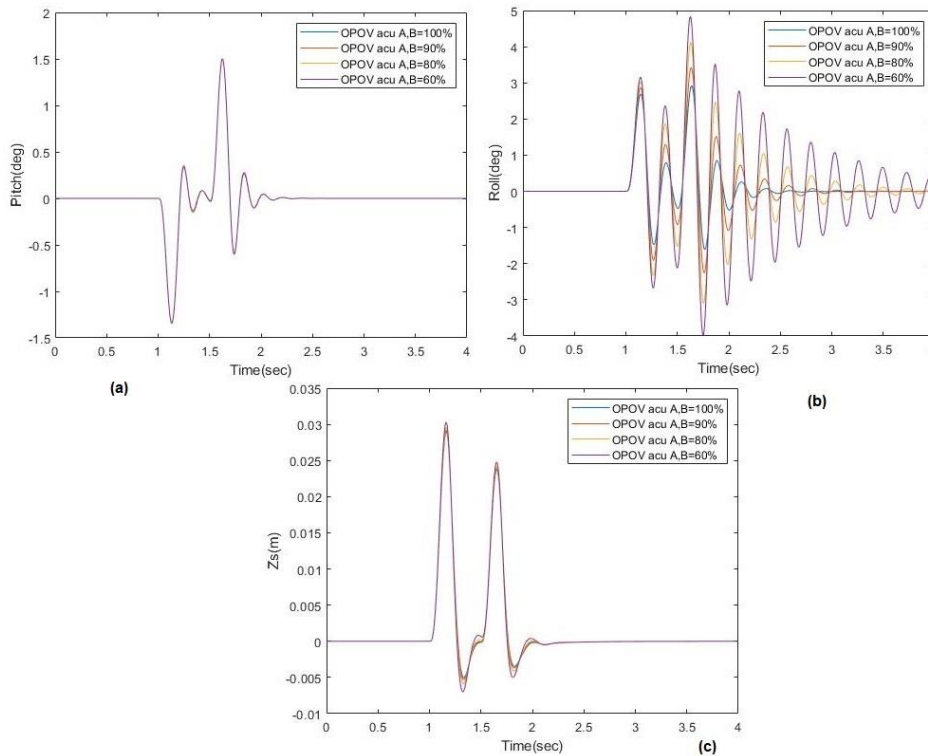 2
1.5
1
0.5
0
-0.5
-1
-1.5
Pitch(deg)
0 0.5 1 1.5 2 2.5 3 3.5 4
Time(sec)
OPOV acu A,B=100%
OPOV acu A,B=90%
OPOV acu A,B=80%
OPOV acu A,B=60%
(a)
5
4
3
2
1
0
-1
-2
-3
-4
Roll(deg)
0 0.5 1 1.5 2 2.5 3 3.5
Time(sec)
OPOV acu A,B=100%
OPOV acu A,B=90%
OPOV acu A,B=80%
OPOV acu A,B=60%
(b)
0.035
0.03
0.025
0.02
0.015
0.01
0.005
0
-0.005
-0.01
Zs(m)
0 0.5 1 1.5 2 2.5 3 3.5 4
Time(sec)
OPOV acu A,B=100%
OPOV acu A,B=90%
OPOV acu A,B=80%
OPOV acu A,B=60%
(c)